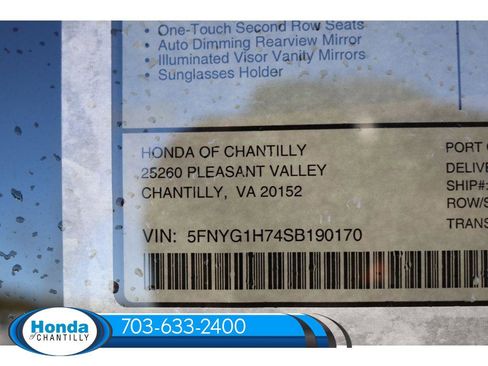 • One-Touch Second Row Seats
• Auto Dimming Rearview Mirror
• Illuminated Visor Vanity Mirrors
• Sunglasses Holder
HONDA OF CHANTILLY
25260 PLEASANT VALLEY
CHANTILLY, VA 20152
VIN: 5FNYG1H74SB190170
PORT
DELIVE
SHIP#:
ROW/S
TRANS
Honda
OF CHANTILLY
703-633-2400